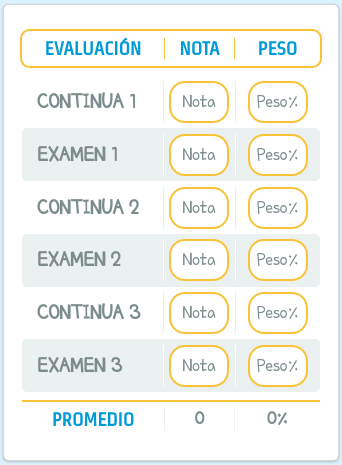 EVALUACIÓN NOTA PESO
CONTINUA 1 Nota Peso%
EXAMEN 1 Nota Peso%
CONTINUA 2 Nota Peso%
EXAMEN 2 Nota Peso%
CONTINUA 3 Nota Peso%
EXAMEN 3 Nota Peso%
PROMEDIO 0 0%